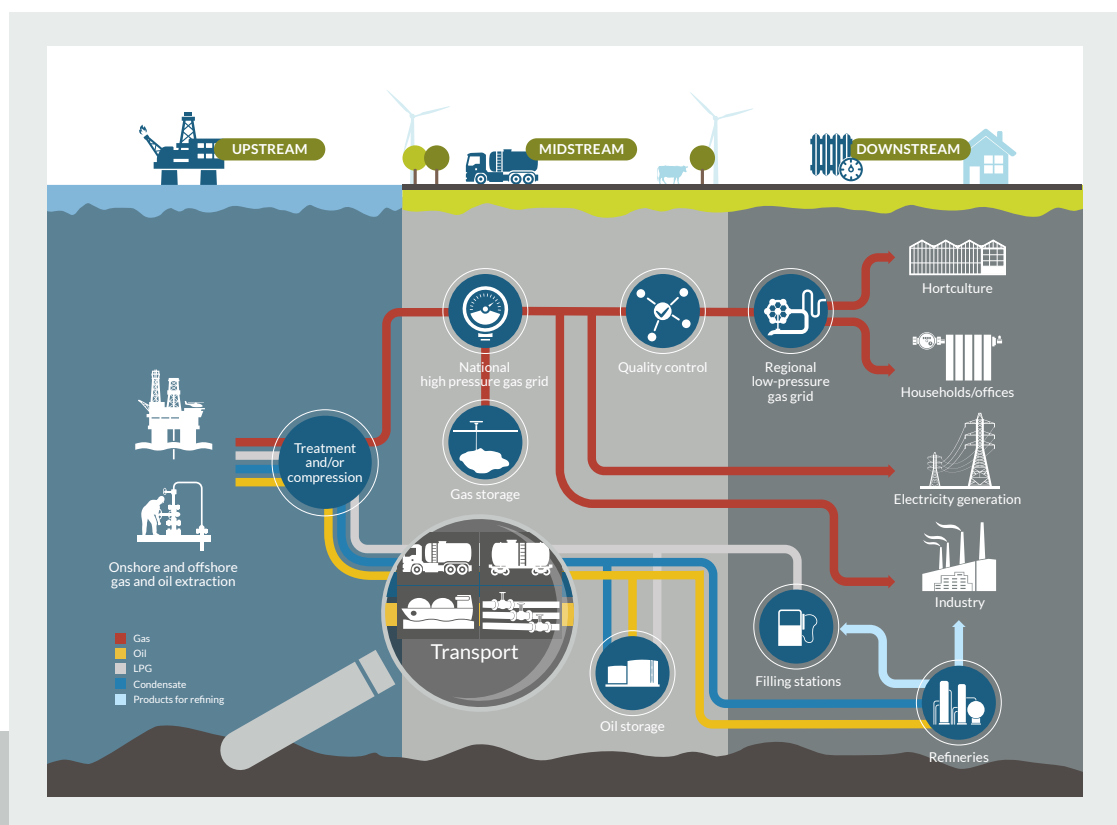 UPSTREAM
MIDSTREAM
DOWNSTREAM
Hortculture
National
high pressure gas grid
Quality control
Regional
low-pressure
gas grid
Households/offices
Treatment
and/or
compression
Gas storage
Electricity generation
Onshore and offshore
gas and oil extraction
Industry
Gas
Oil
LPG
Condensate
Products for refining
Transport
Filling stations
Oil storage
Refineries